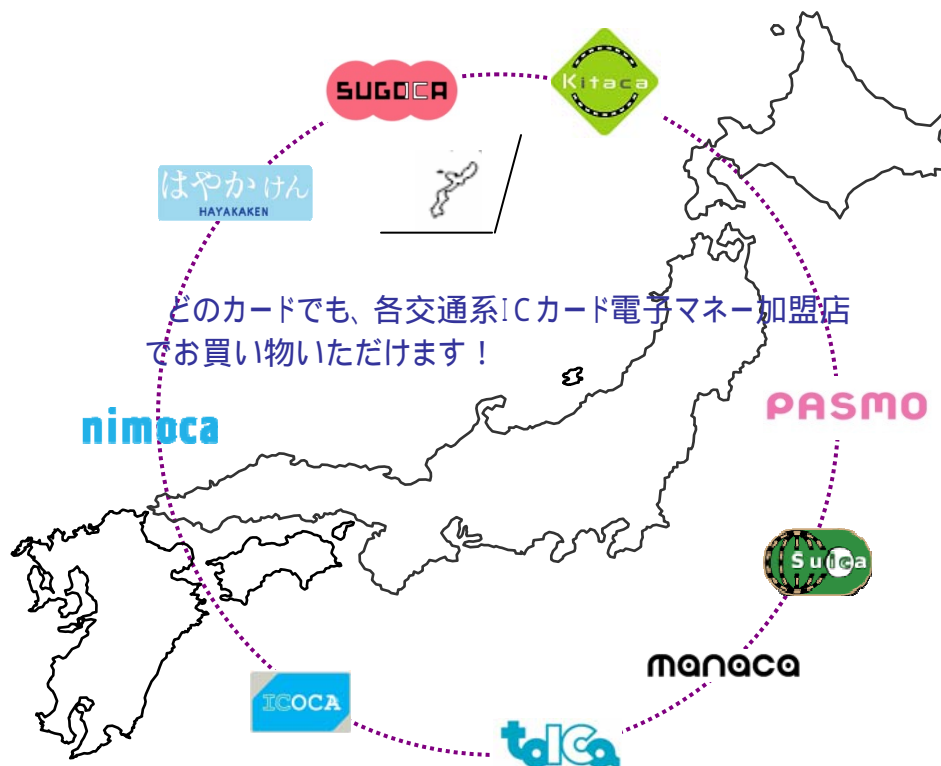 SUGOCA
Kitaca
はやかけん
HAYAKAKEN
どのカードでも、各交通系ICカード電子マネー加盟店
でお買い物いただけます！
PASMO
nimoca
Suica
manaca
ICOCA
toICa